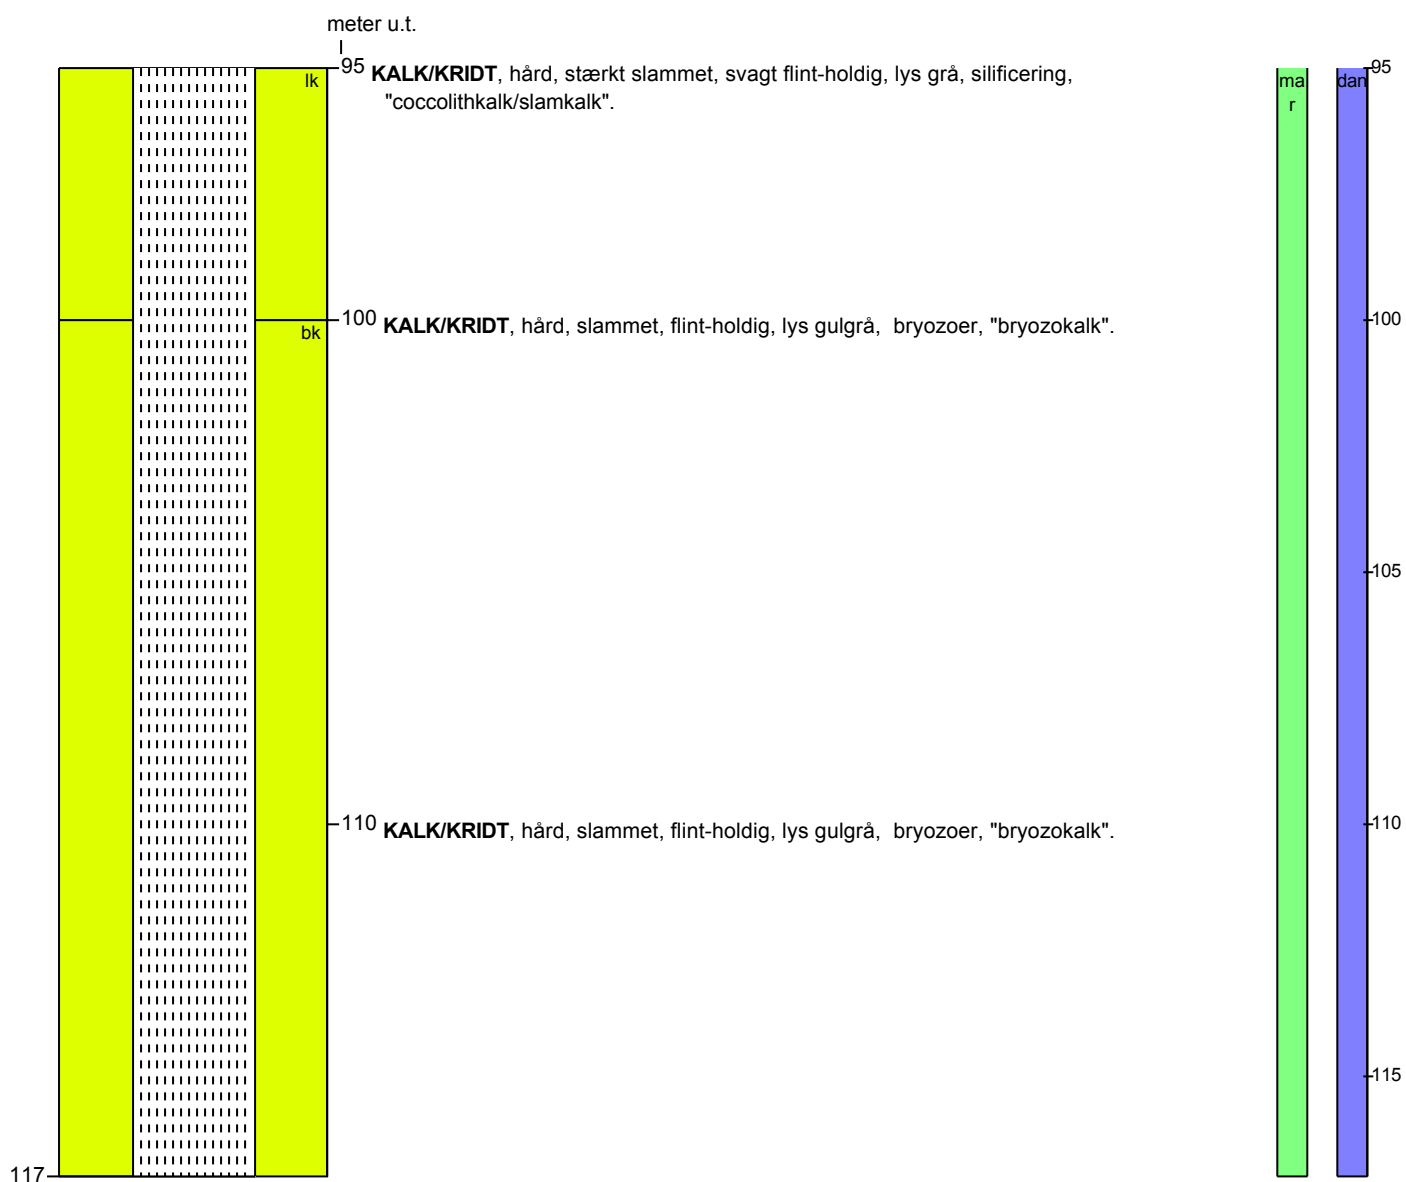 meter u.t.
95 KALK/KRIDT, hård, stærkt slammet, svagt flint-holdig, lys grå, silificering,
"coccolithkalk/slamkalk".
lk
ma
r
dan
95
100 KALK/KRIDT, hård, slammet, flint-holdig, lys gulgrå, bryozoer, "bryozokalk".
bk
100
105
110 KALK/KRIDT, hård, slammet, flint-holdig, lys gulgrå, bryozoer, "bryozokalk".
110
115
117